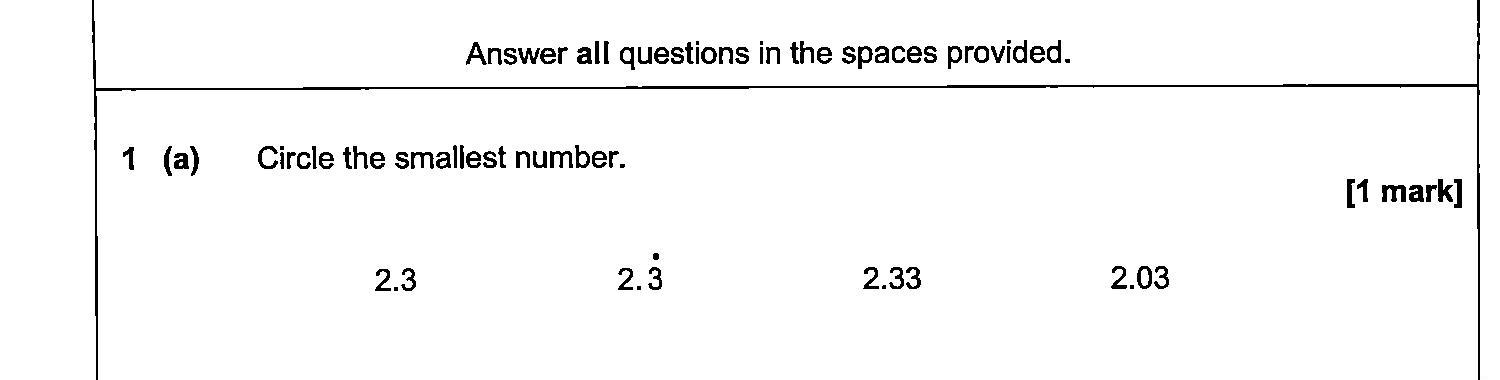 Answer all questions in the spaces provided.
1 (a) Circle the smallest number.
[1 mark]
2.3 2.3̇ 2.33 2.03